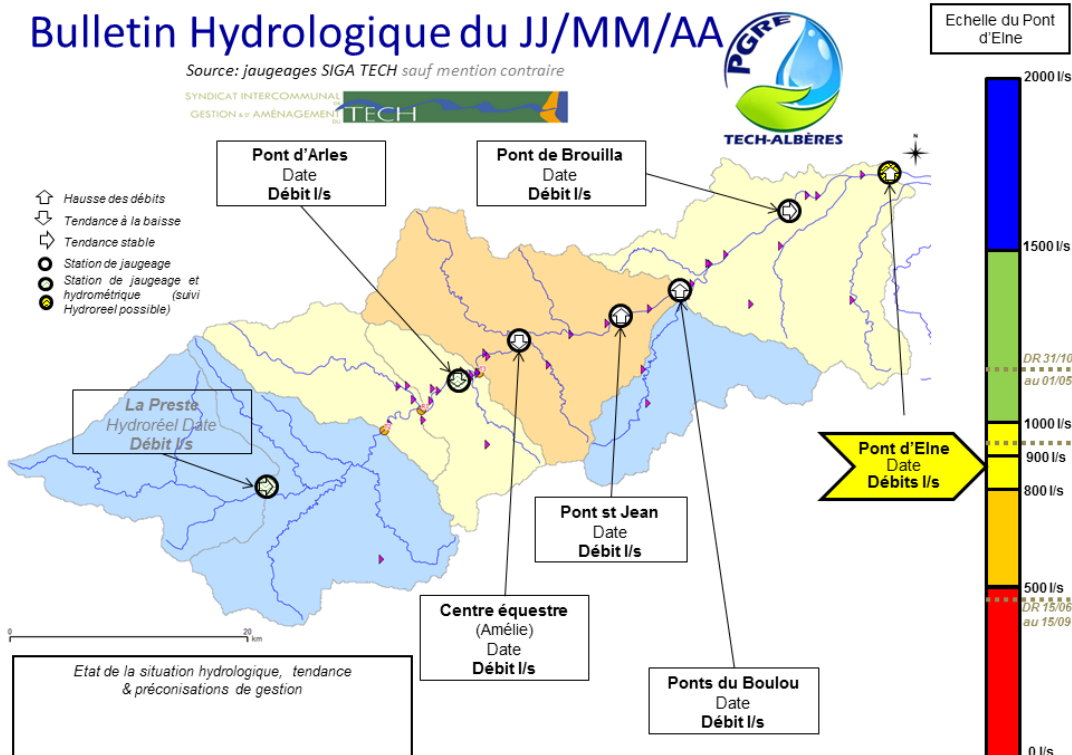 Bulletin Hydrologique du JJ/MM/AA
Source: jaugeages SIGA TECH sauf mention contraire
SYNDICAT INTERCOMMUNAL
DE
GESTION & D' AMÉNAGEMENT
DU
TECH
PGRE
TECH-ALBÈRES
Echelle du Pont
d'Elne
2000 l/s
1500 l/s
DR 31/10
au 01/05
1000 l/s
900 l/s
800 l/s
500 l/s
DR 15/06
au 15/09
0 l/s
N
Pont d'Arles
Date
Débit l/s
Pont de Brouilla
Date
Débit l/s
Hausse des débits
Tendance à la baisse
Tendance stable
Station de jaugeage
Station de jaugeage et
hydrométrique (suivi
Hydroreel possible)
La Preste
Hydroréel Date
Débit l/s
Pont d'Elne
Date
Débits l/s
Pont st Jean
Date
Débit l/s
Centre équestre
(Amélie)
Date
Débit l/s
Ponts du Boulou
Date
Débit l/s
0
20
km
Etat de la situation hydrologique, tendance
& préconisations de gestion